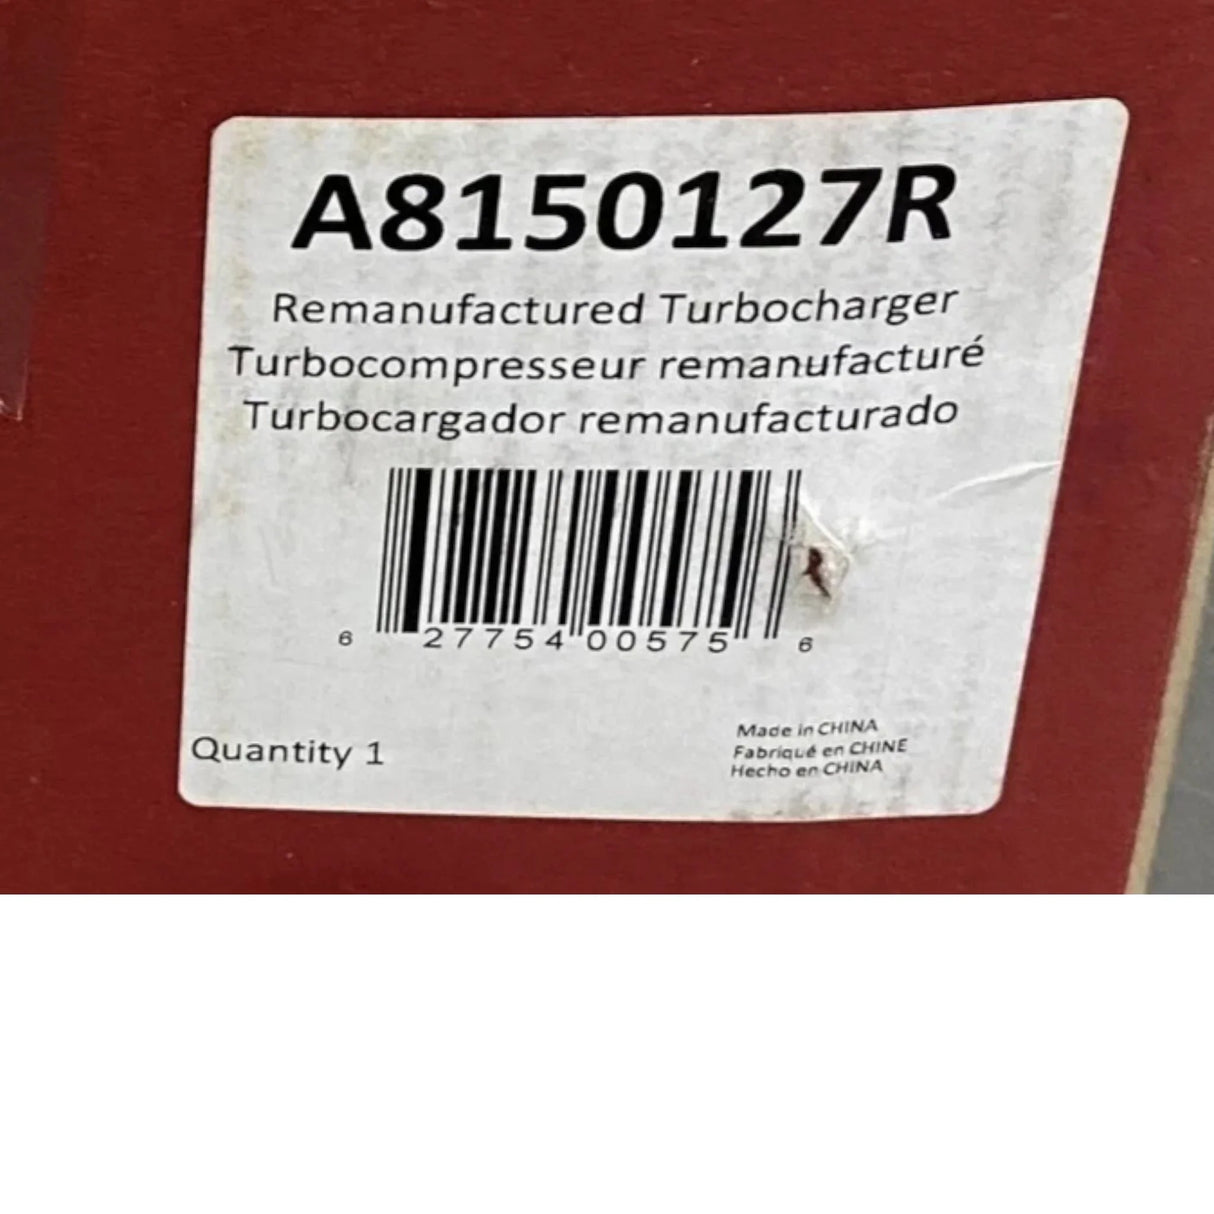 A8150127R
Remanufactured Turbocharger
Turbocompresseur remanufacturé
Turbocargador remanufacturado
6 27754 00575 6
Quantity 1
Made in CHINA
Fabriqué en CHINE
Hecho en CHINA